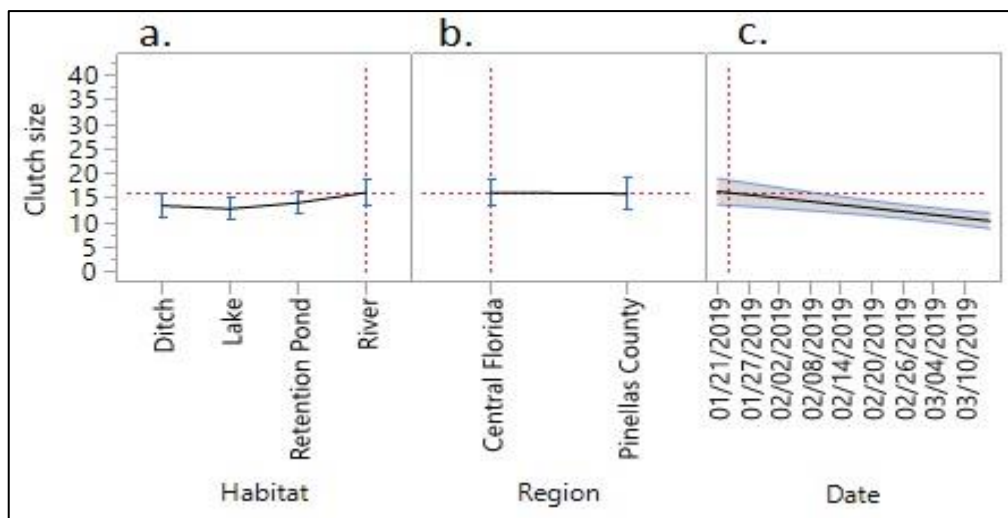 a.
b.
c.
Clutch size
40
35
30
25
20
15
10
5
0
Ditch
Lake
Retention Pond
River
Central Florida
Pinellas County
01/21/2019
01/27/2019
02/02/2019
02/08/2019
02/14/2019
02/20/2019
02/26/2019
03/04/2019
03/10/2019
Habitat
Region
Date